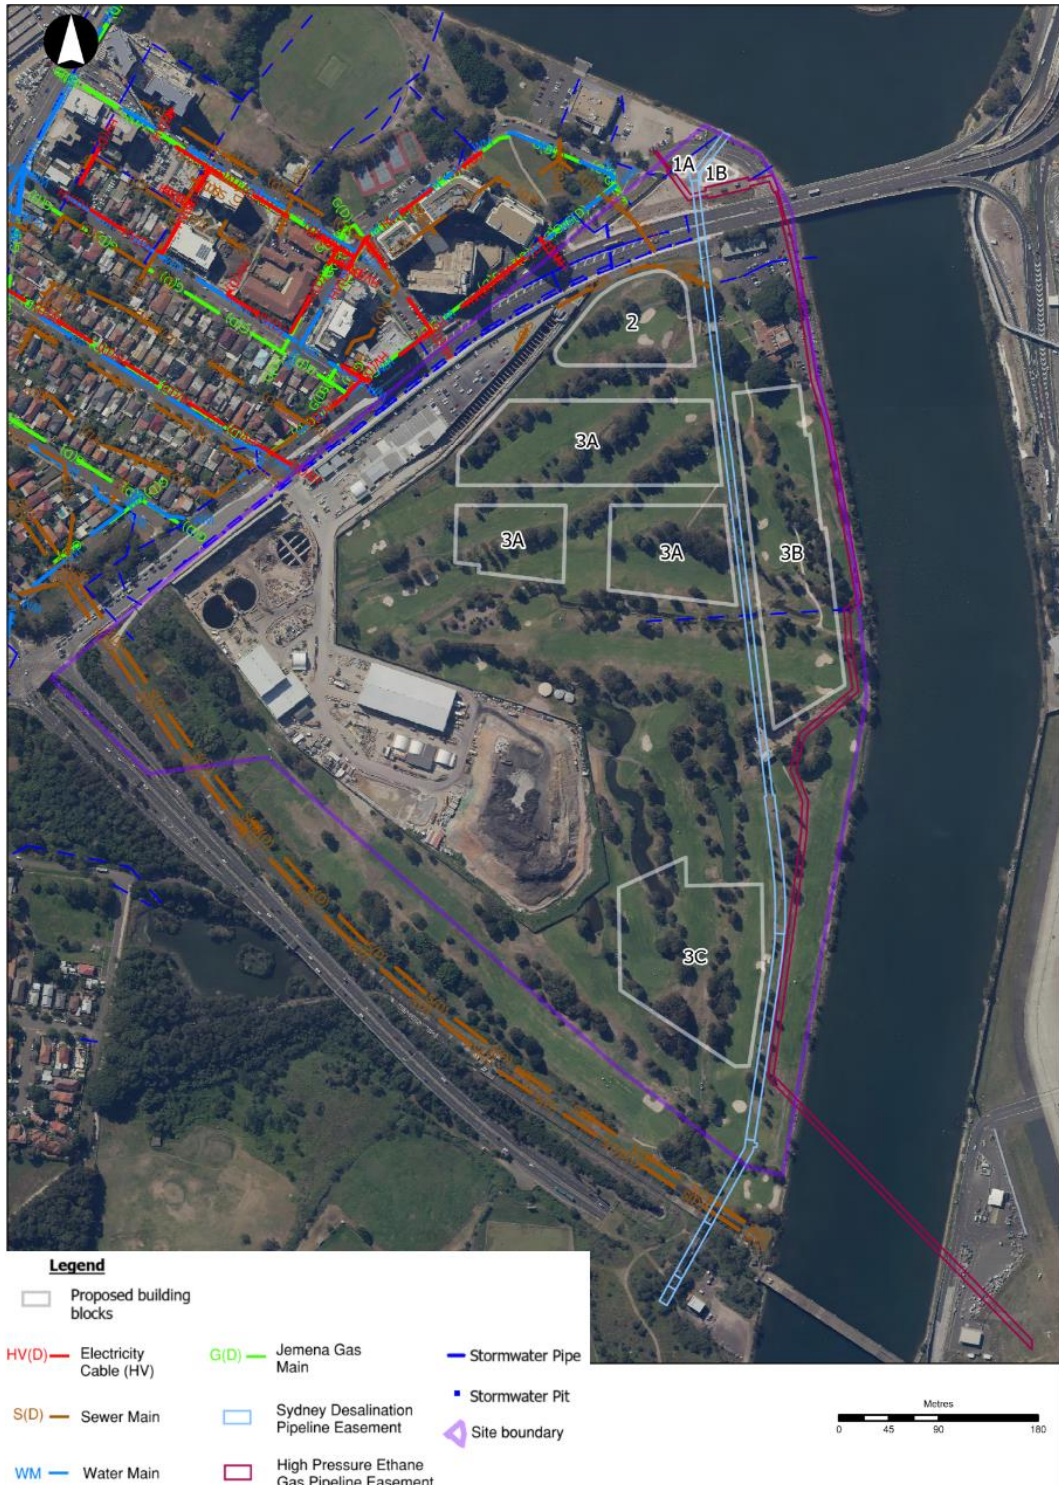 1A
1B
2
3A
3A
3A
3B
3C
Legend
Proposed building
blocks
HV(D)
Electricity
Cable (HV)
G(D)
Jemena Gas
Main
Stormwater Pipe
Stormwater Pit
S(D)
Sewer Main
Sydney Desalination
Pipeline Easement
Site boundary
WM
Water Main
High Pressure Ethane
Gas Pipeline Easement
Metres
0 45 90 180